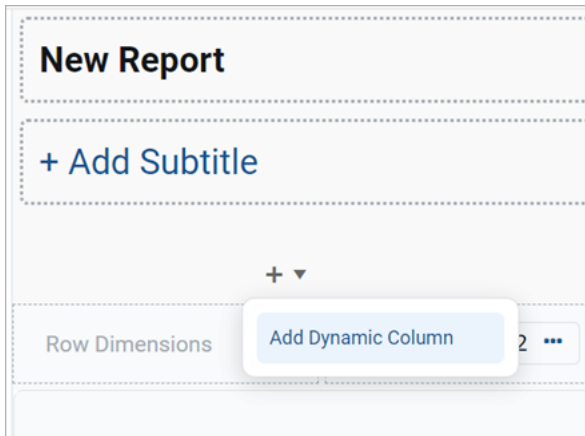 New Report
+ Add Subtitle
+
Add Dynamic Column
Row Dimensions
2 •••